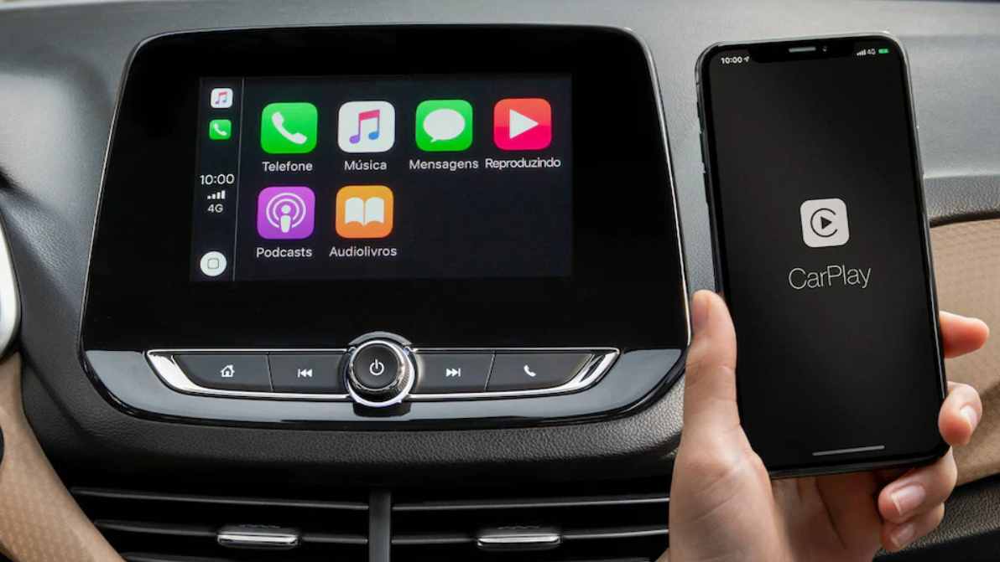 10:00
4G
Telefone
Música
Mensagens
Reproduzindo
Podcasts
Audiolivros
10:00
4G
CarPlay